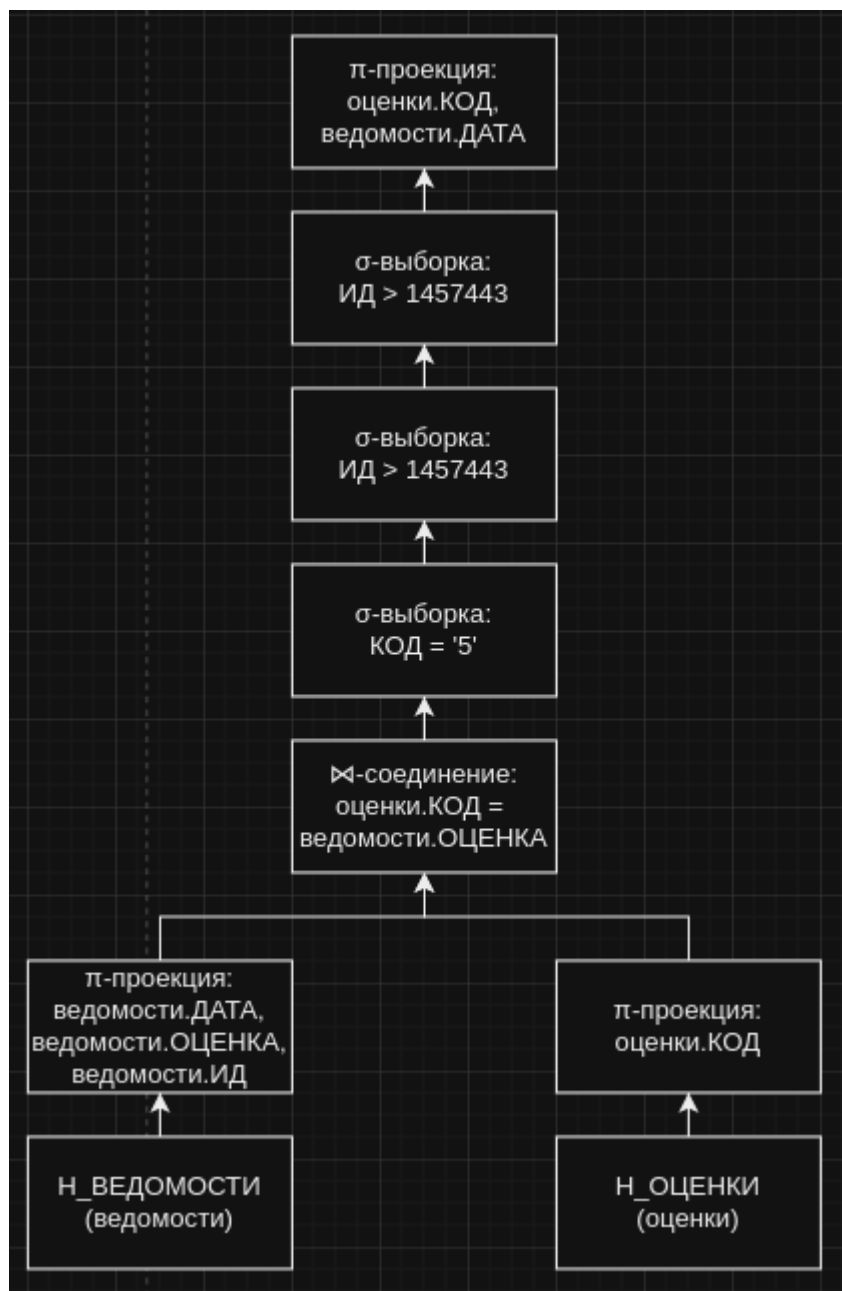 π-проекция:
оценки.КОД,
ведомости.ДАТА
σ-выборка:
ИД > 1457443
σ-выборка:
ИД > 1457443
σ-выборка:
КОД = '5'
⋈-соединение:
оценки.КОД =
ведомости.ОЦЕНКА
π-проекция:
ведомости.ДАТА,
ведомости.ОЦЕНКА,
ведомости.ИД
π-проекция:
оценки.КОД
Н_ВЕДОМОСТИ
(ведомости)
Н_ОЦЕНКИ
(оценки)